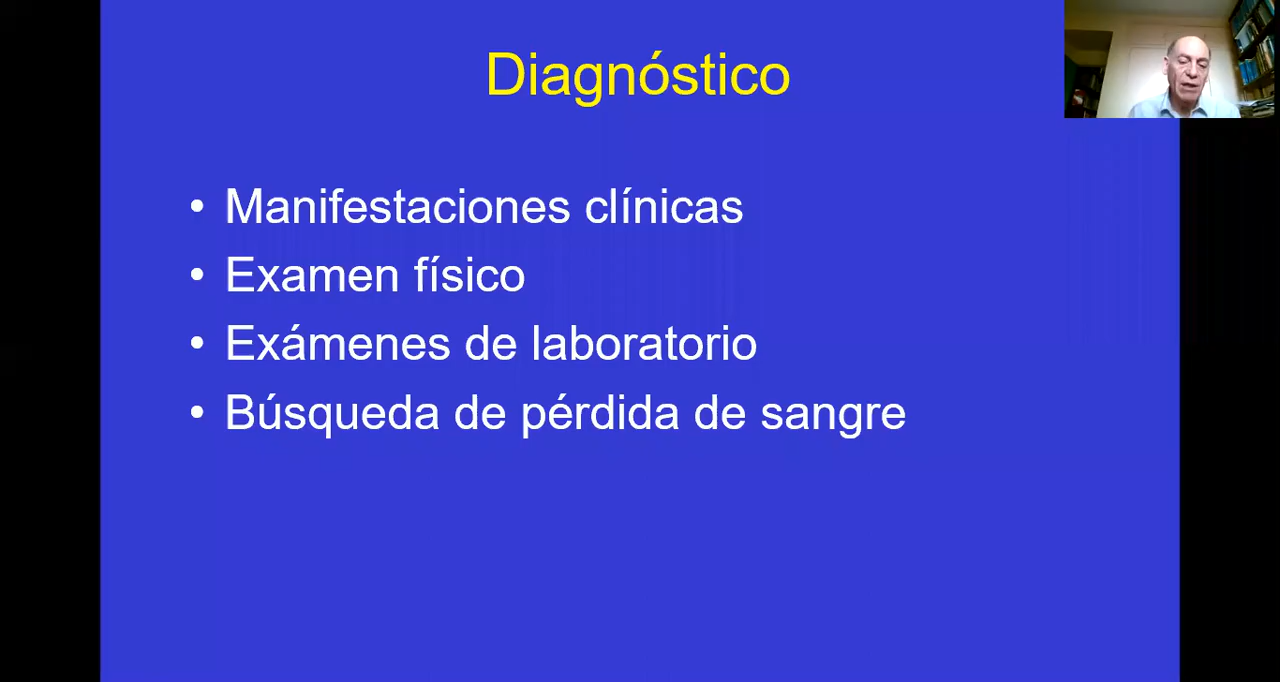 Diagnóstico
• Manifestaciones clínicas
• Examen físico
• Exámenes de laboratorio
• Búsqueda de pérdida de sangre